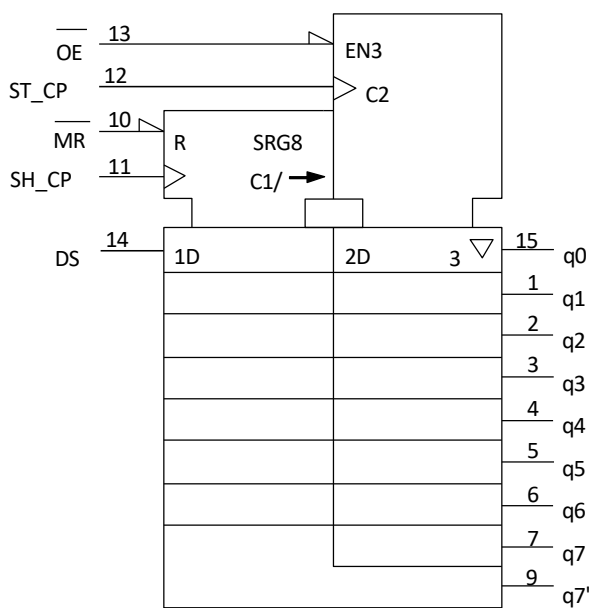 OE 13 EN3
ST_CP 12 C2
MR 10 R SRG8
SH_CP 11 C1/
DS 14 1D 2D 3 15 q0
1 q1
2 q2
3 q3
4 q4
5 q5
6 q6
7 q7
9 q7'